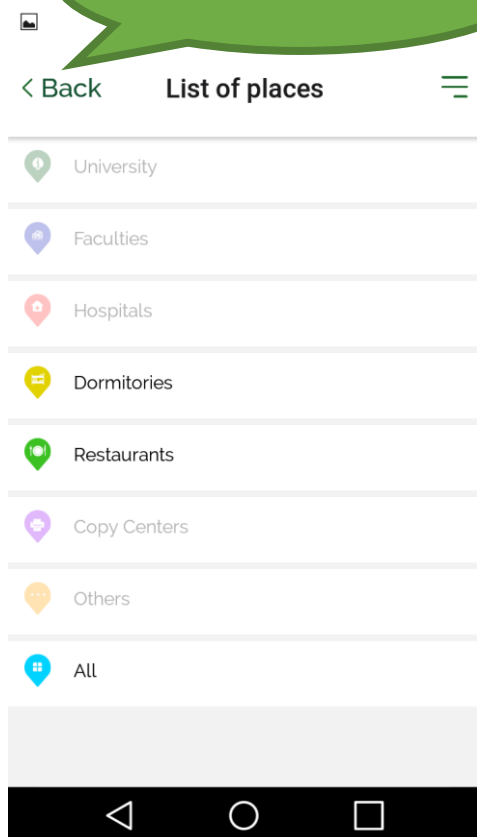 Back
List of places
University
Faculties
Hospitals
Dormitories
Restaurants
Copy Centers
Others
All